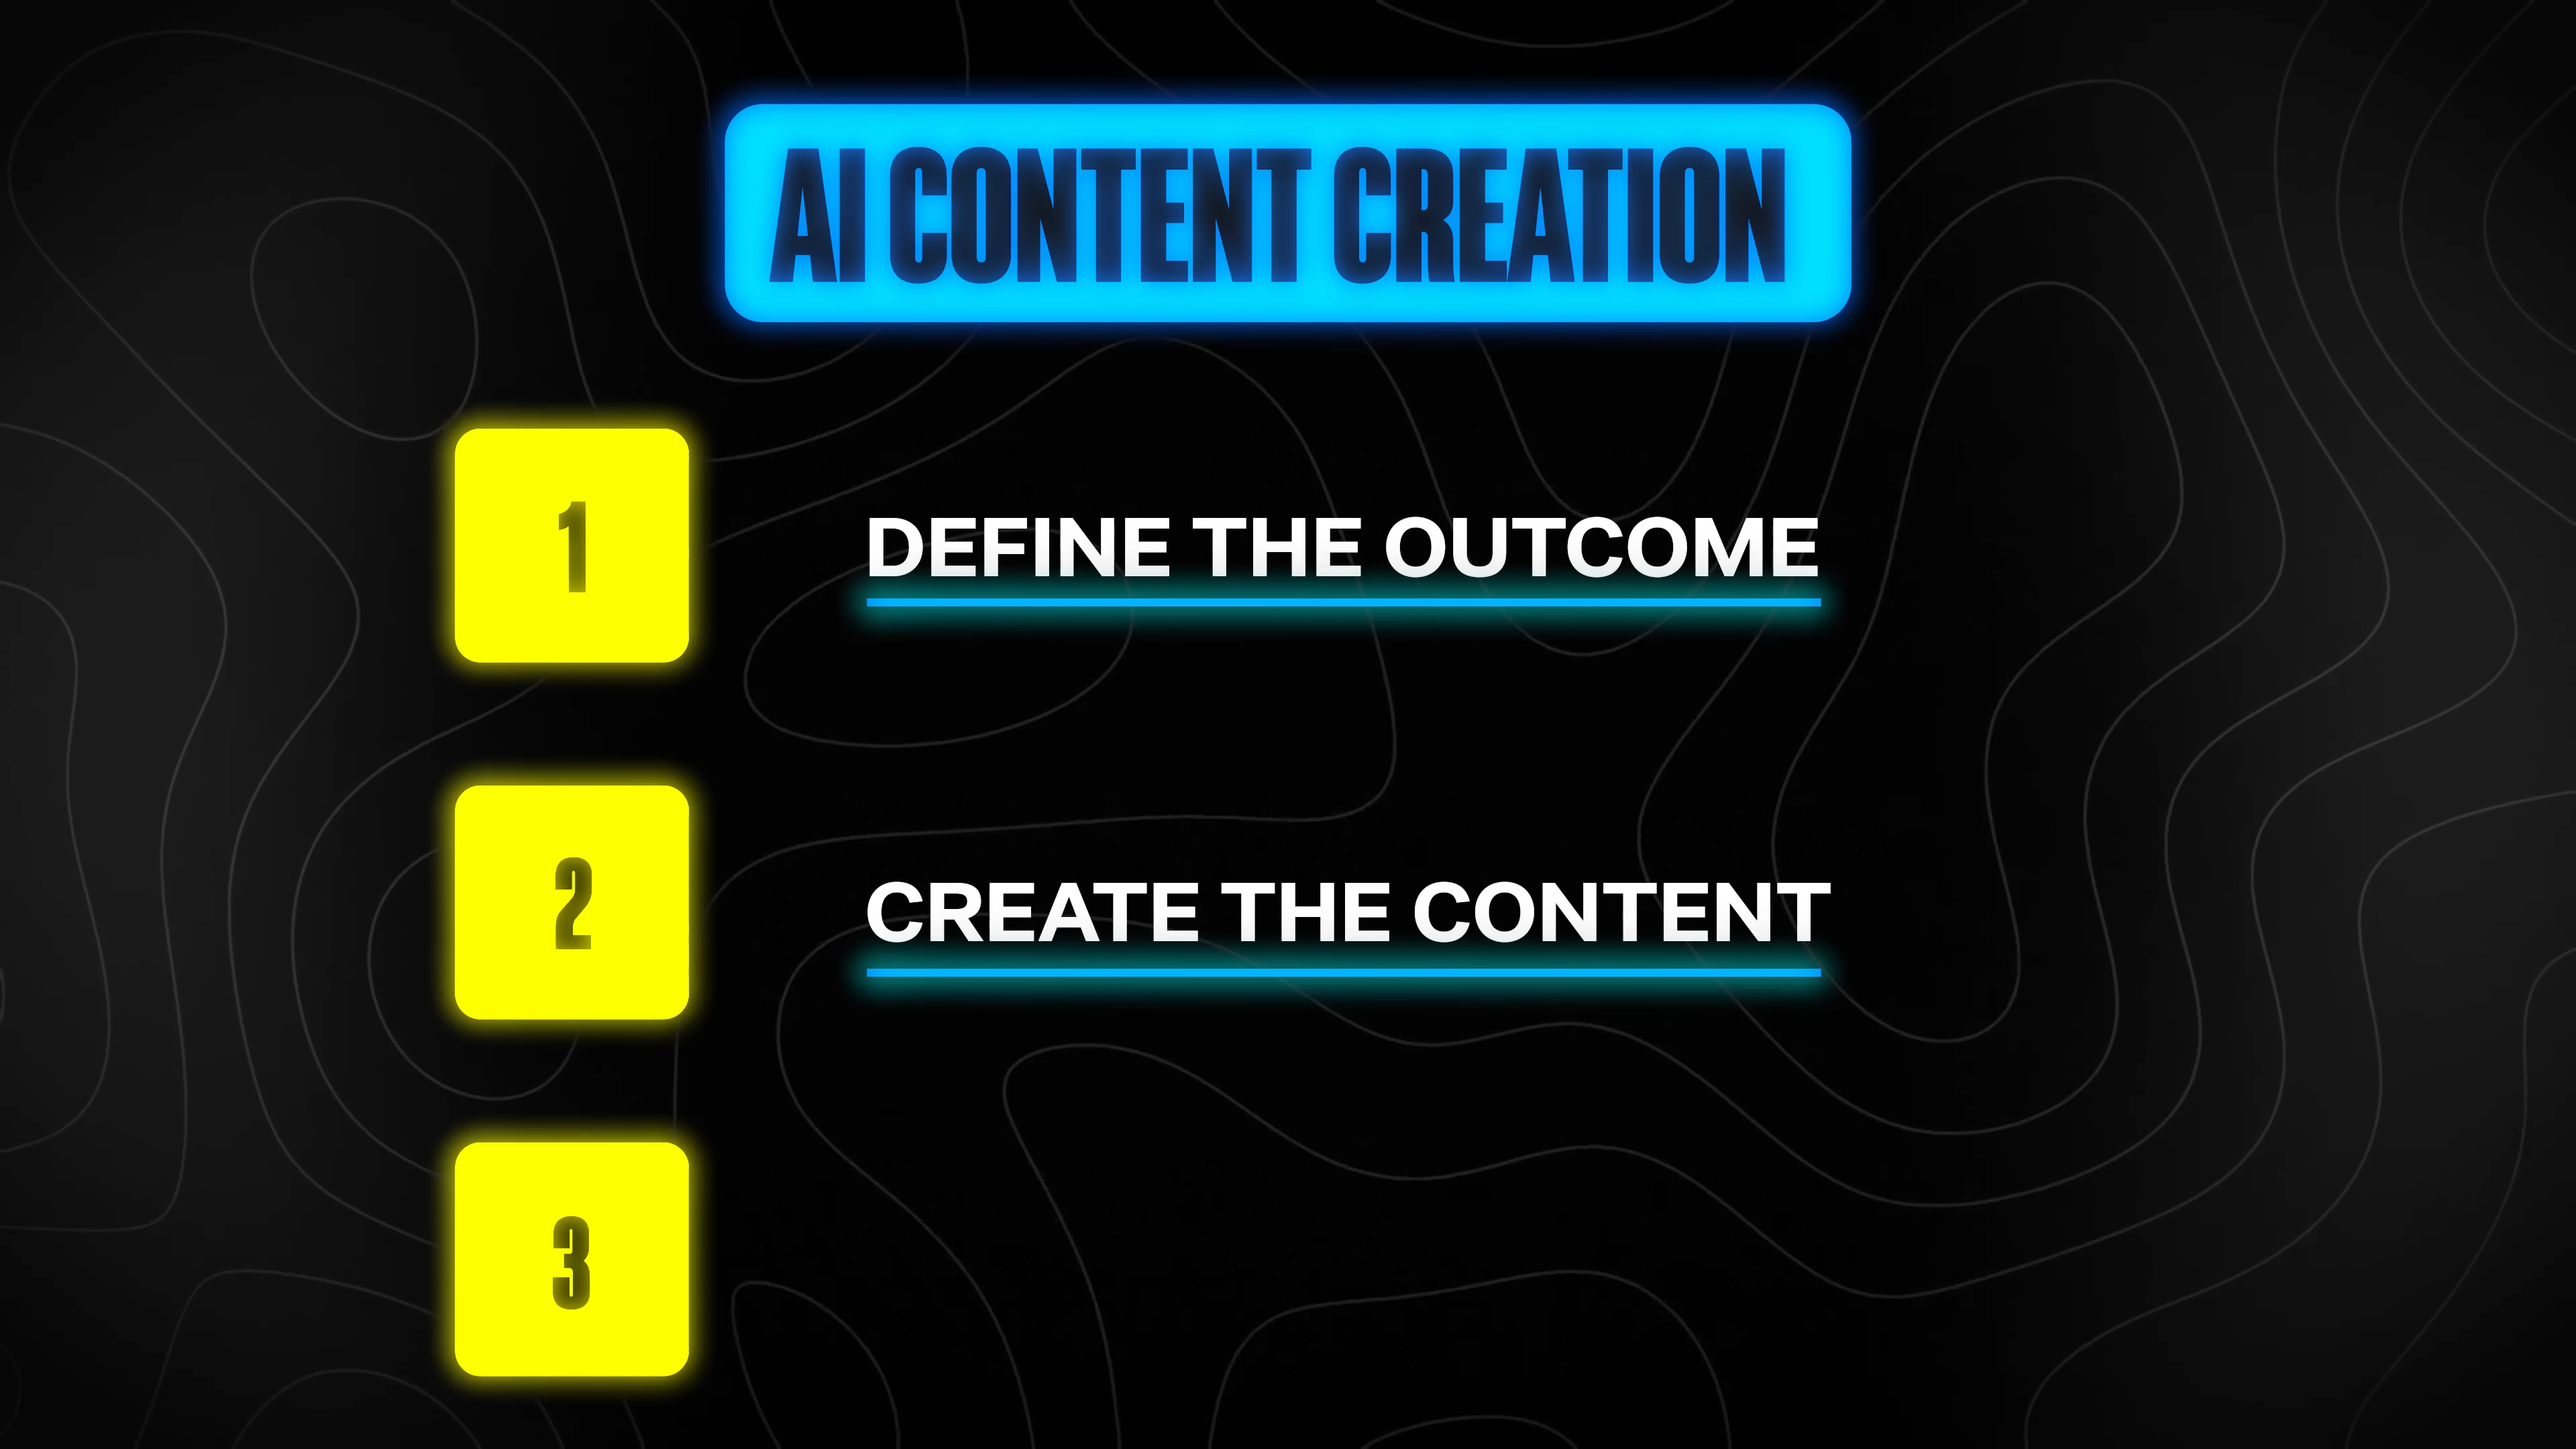 AI CONTENT CREATION
1
DEFINE THE OUTCOME
2
CREATE THE CONTENT
3